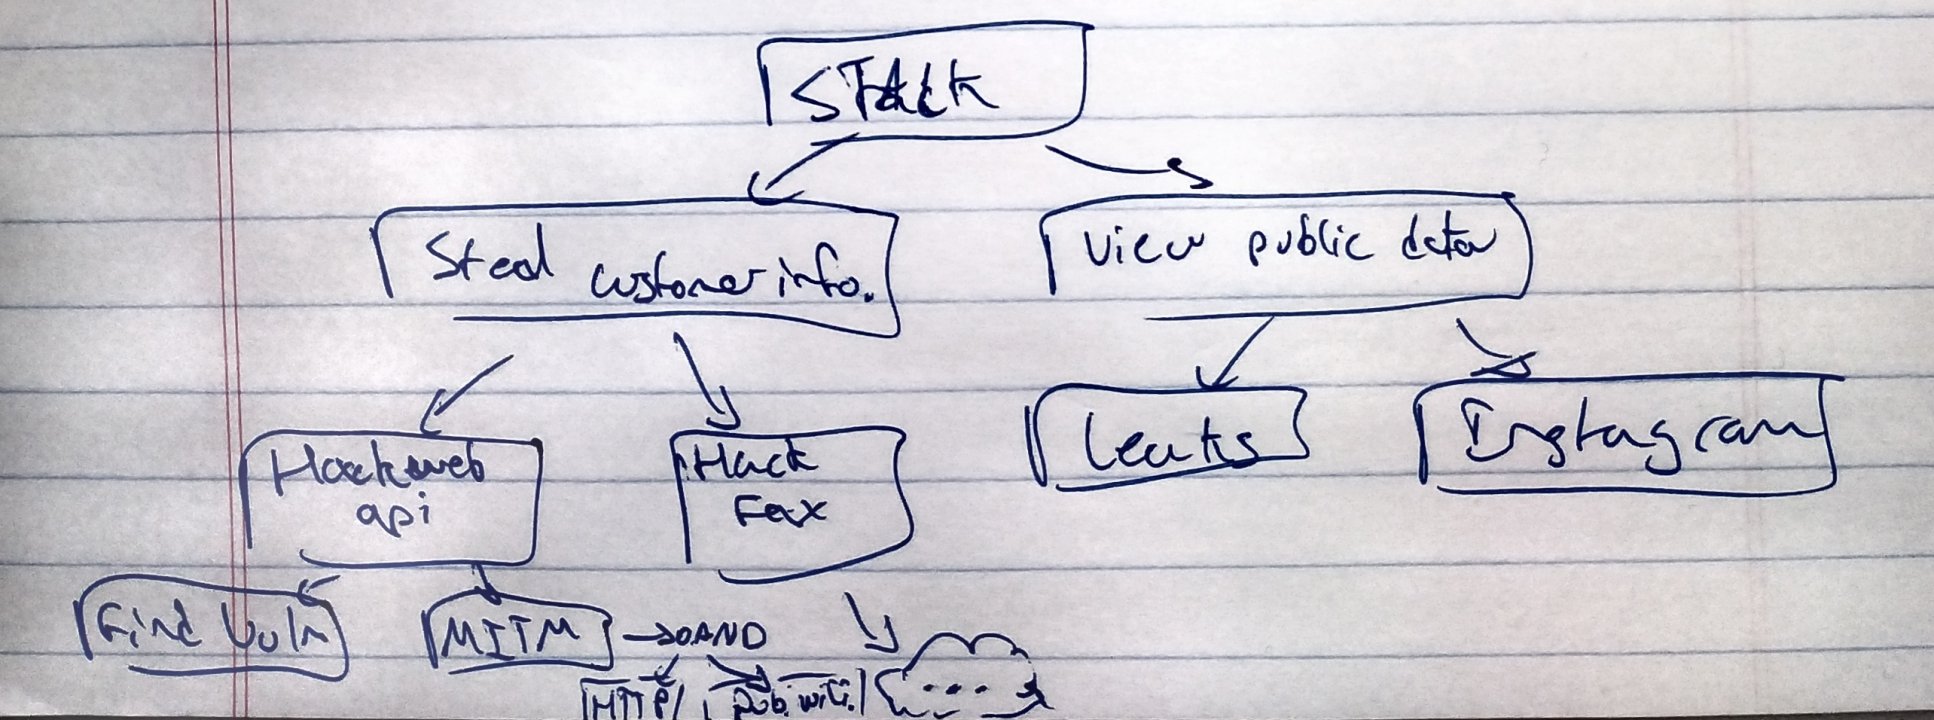 STALK
Steal customer info.
View public data
Leaks
Instagram
Hack web
api
Hack
Fax
Find vuln
MITM
AND
HTTP
pub. wifi
...